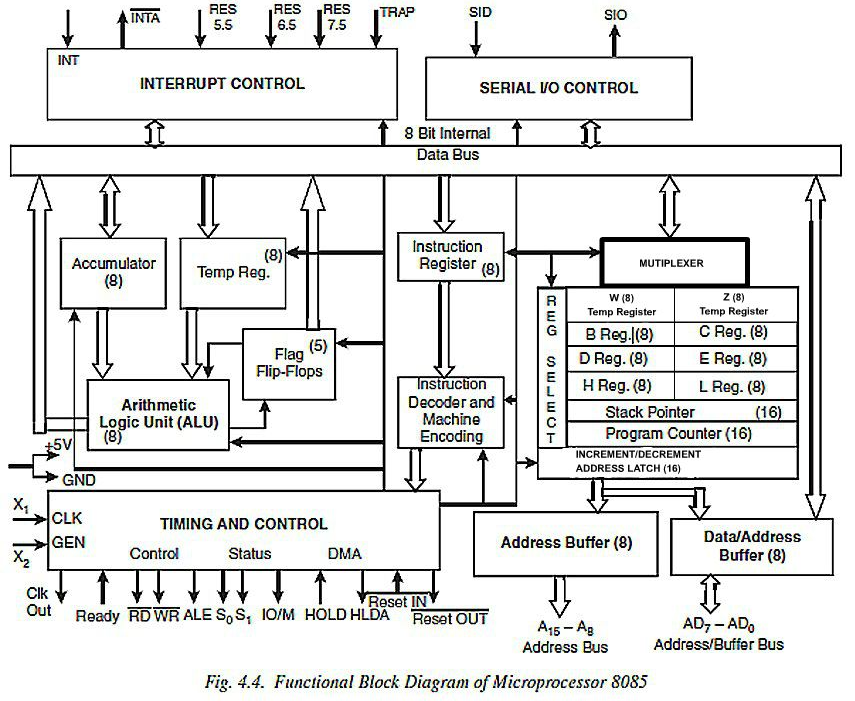 INTA
RES
5.5
RES
6.5
RES
7.5
TRAP
SID
SIO
INT
INTERRUPT CONTROL
SERIAL I/O CONTROL
8 Bit Internal
Data Bus
Accumulator
(8)
(8)
Temp Reg.
Instruction
Register (8)
MUTIPLEXER
REG SELECT
W (8)
Temp Register
Z (8)
Temp Register
B Reg. (8)
C Reg. (8)
D Reg. (8)
E Reg. (8)
H Reg. (8)
L Reg. (8)
Stack Pointer (16)
Program Counter (16)
INCREMENT/DECREMENT
ADDRESS LATCH (16)
(5)
Flag
Flip-Flops
Arithmetic
Logic Unit (ALU)
(8)
Instruction
Decoder and
Machine
Encoding
+5V
GND
X1
CLK
X2
GEN
TIMING AND CONTROL
Control Status DMA
Address Buffer (8)
Data/Address
Buffer (8)
Clk
Out
Ready
RD WR ALE S0 S1 IO/M HOLD HLDA
Reset IN
Reset OUT
A15 – A8
Address Bus
AD7 – AD0
Address/Buffer Bus
Fig. 4.4. Functional Block Diagram of Microprocessor 8085